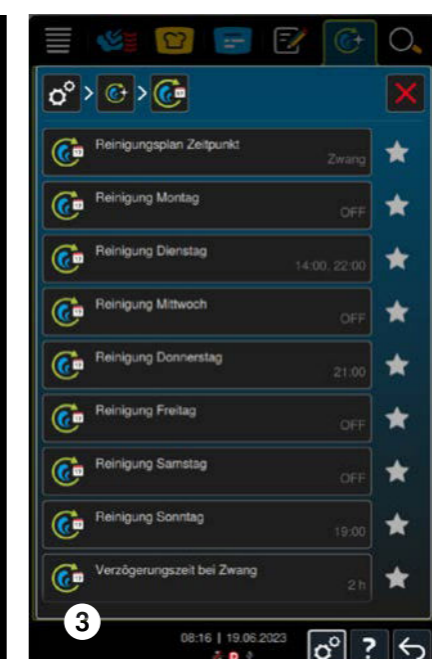 > >
Reinigungsplan Zeitpunkt
Zwang
Reinigung Montag
OFF
Reinigung Dienstag
14:00, 22:00
Reinigung Mittwoch
OFF
Reinigung Donnerstag
21:00
Reinigung Freitag
OFF
Reinigung Samstag
OFF
Reinigung Sonntag
19:00
Verzögerungszeit bei Zwang
2 h
3
08:16 | 19.06.2023
?